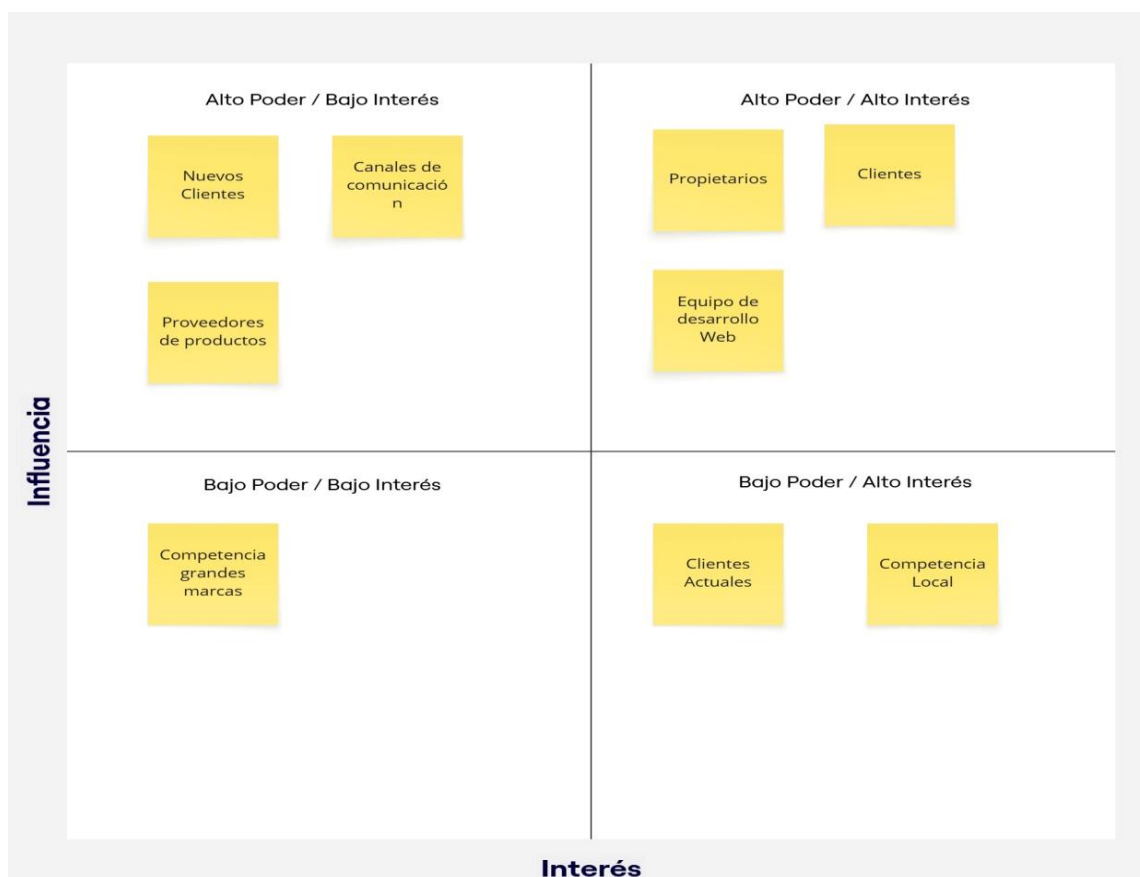 Alto Poder / Bajo Interés
Nuevos
Clientes
Canales de
comunicació
n
Proveedores
de productos
Alto Poder / Alto Interés
Propietarios
Clientes
Equipo de
desarrollo
Web
Influencia
Bajo Poder / Bajo Interés
Competencia
grandes
marcas
Bajo Poder / Alto Interés
Clientes
Actuales
Competencia
Local
Interés